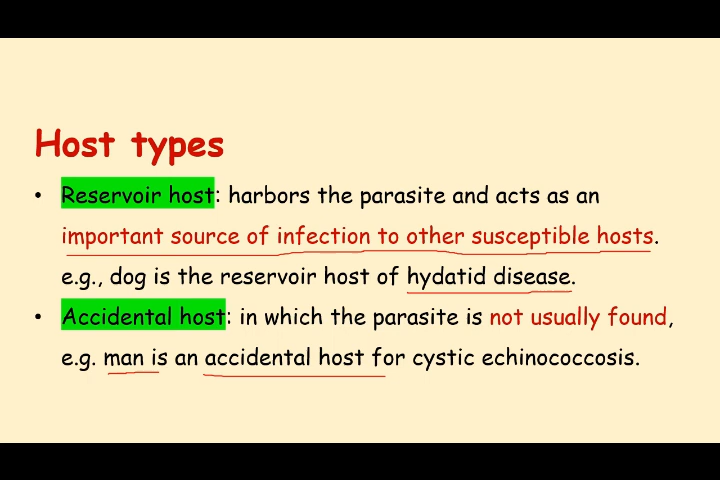 Host types
• Reservoir host: harbors the parasite and acts as an
important source of infection to other susceptible hosts.
e.g., dog is the reservoir host of hydatid disease.
• Accidental host: in which the parasite is not usually found,
e.g. man is an accidental host for cystic echinococcosis.